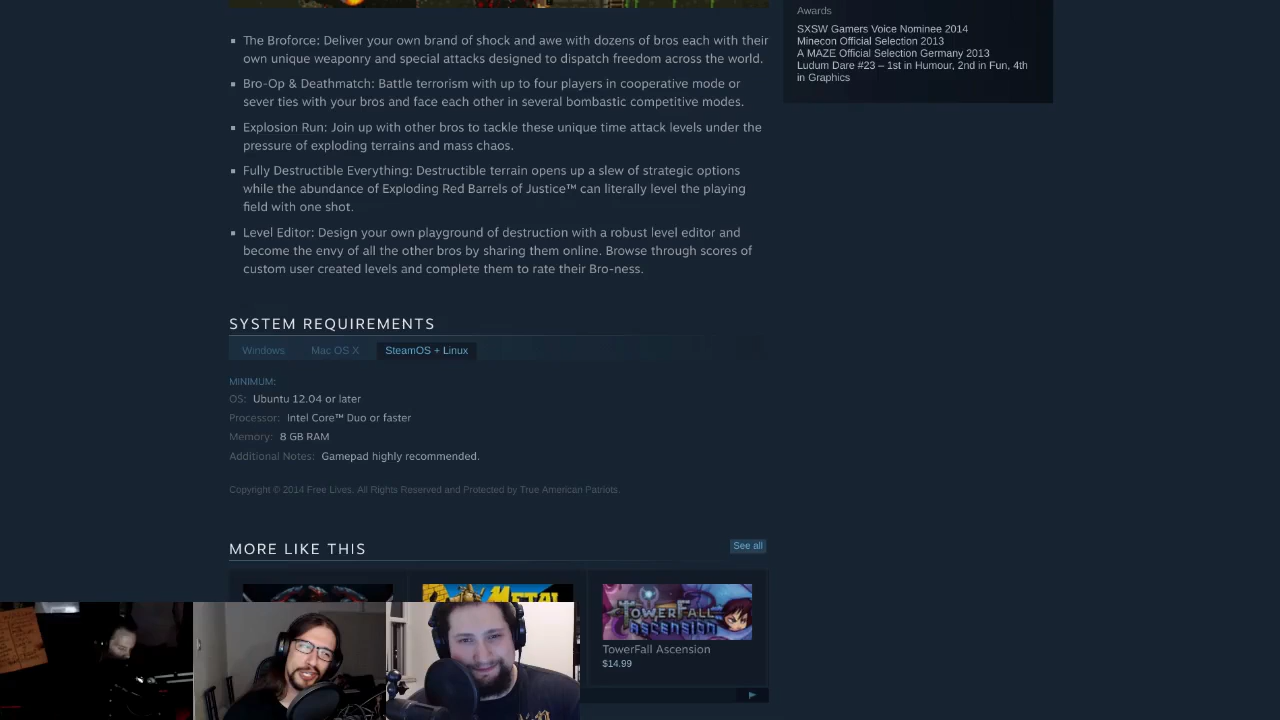 Awards
SXSW Gamers Voice Nominee 2014
Minecon Official Selection 2013
A MAZE Official Selection Germany 2013
Ludum Dare #23 – 1st in Humour, 2nd in Fun, 4th
in Graphics
The Broforce: Deliver your own brand of shock and awe with dozens of bros each with their
own unique weaponry and special attacks designed to dispatch freedom across the world.
Bro-Op & Deathmatch: Battle terrorism with up to four players in cooperative mode or
sever ties with your bros and face each other in several bombastic competitive modes.
Explosion Run: Join up with other bros to tackle these unique time attack levels under the
pressure of exploding terrains and mass chaos.
Fully Destructible Everything: Destructible terrain opens up a slew of strategic options
while the abundance of Exploding Red Barrels of Justice™ can literally level the playing
field with one shot.
Level Editor: Design your own playground of destruction with a robust level editor and
become the envy of all the other bros by sharing them online. Browse through scores of
custom user created levels and complete them to rate their Bro-ness.
SYSTEM REQUIREMENTS
Windows Mac OS X SteamOS + Linux
MINIMUM:
OS: Ubuntu 12.04 or later
Processor: Intel Core™ Duo or faster
Memory: 8 GB RAM
Additional Notes: Gamepad highly recommended.
Copyright © 2014 Free Lives. All Rights Reserved and Protected by True American Patriots.
MORE LIKE THIS
See all
METAL
TOWERFALL
ASCENSION
TowerFall Ascension
$14.99